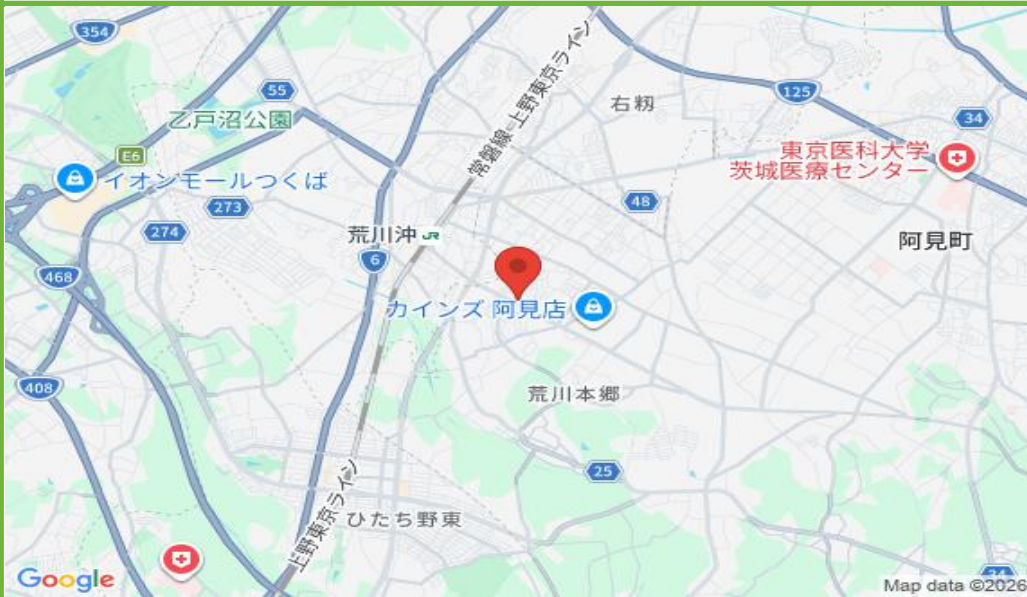 354
常磐線・上野東京ライン
55
125
右籾
34
乙戸沼公園
東京医科大学
茨城医療センター
E6
イオンモールつくば
273
48
274
荒川沖 JR
阿見町
6
468
カインズ 阿見店
408
荒川本郷
25
上野東京ライン
ひたち野東
34
Google
Map data ©2026